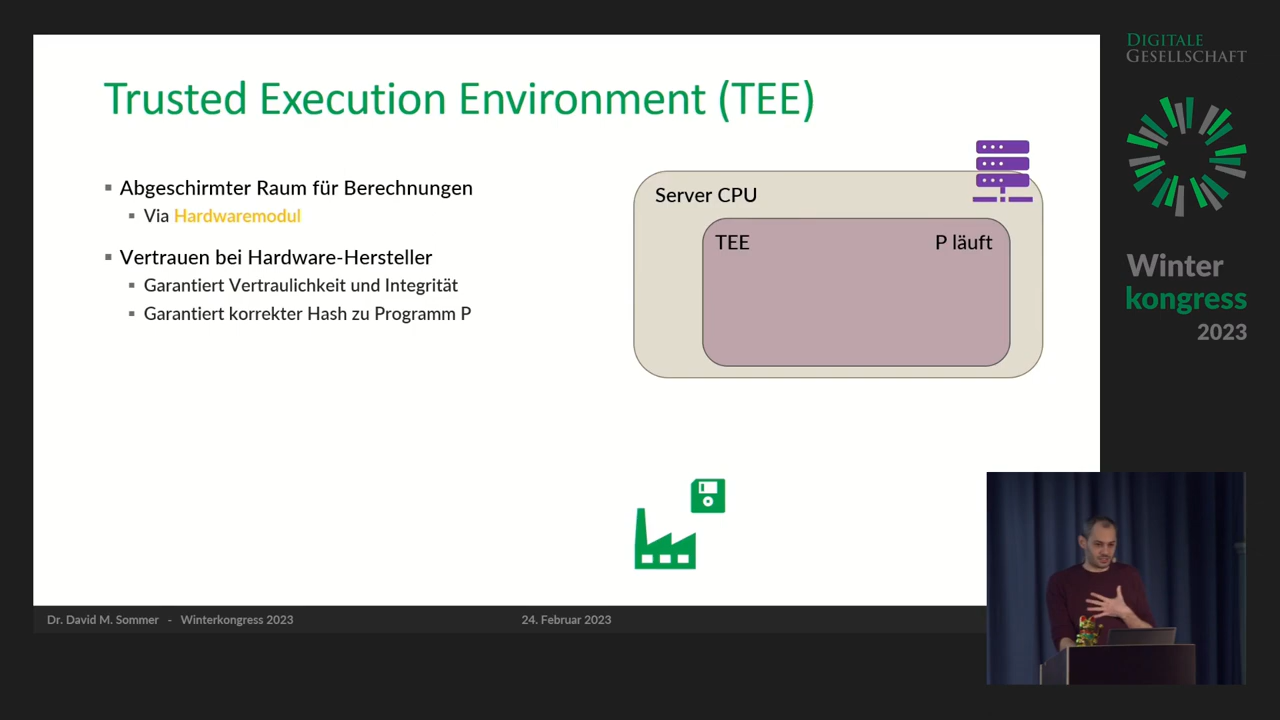 Trusted Execution Environment (TEE)
Abgeschirmter Raum für Berechnungen
Via Hardwaremodul
Vertrauen bei Hardware-Hersteller
Garantiert Vertraulichkeit und Integrität
Garantiert korrekter Hash zu Programm P
Server CPU
TEE
P läuft
Dr. David M. Sommer - Winterkongress 2023
24. Februar 2023
DIGITALE
GESELLSCHAFT
Winter
kongress
2023